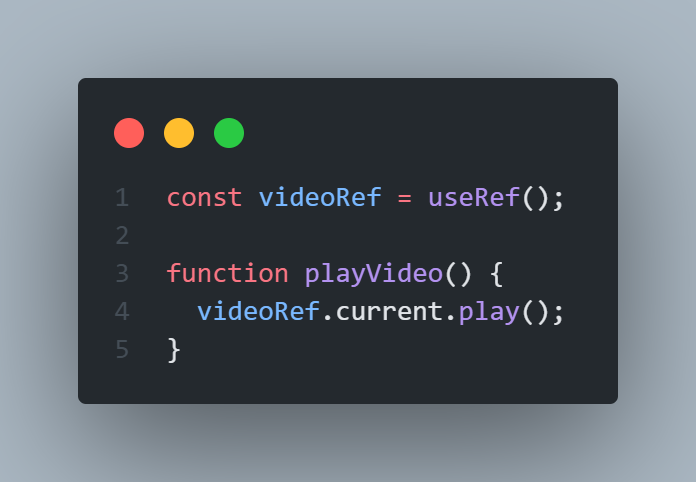 1 const videoRef = useRef();
2
3 function playVideo() {
4   videoRef.current.play();
5 }